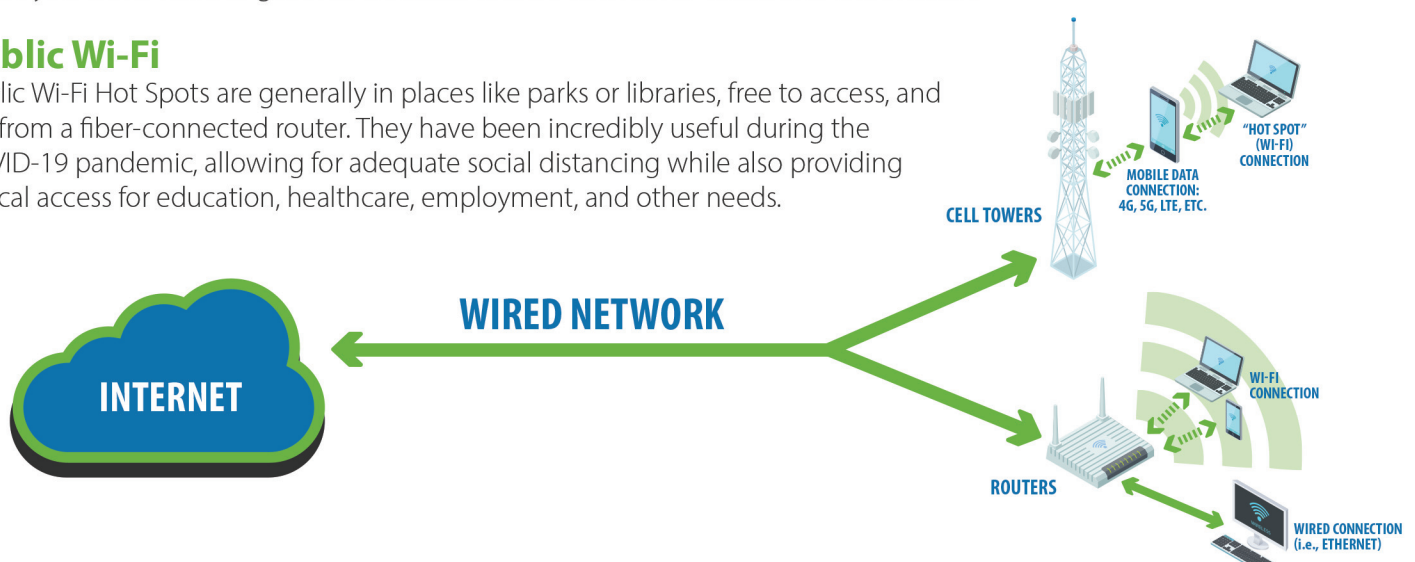 blic Wi-Fi
lic Wi-Fi Hot Spots are generally in places like parks or libraries, free to access, and
from a fiber-connected router. They have been incredibly useful during the
VID-19 pandemic, allowing for adequate social distancing while also providing
cal access for education, healthcare, employment, and other needs.
"HOT SPOT"
(WI-FI)
CONNECTION
MOBILE DATA
CONNECTION:
4G, 5G, LTE, ETC.
CELL TOWERS
WIRED NETWORK
INTERNET
WI-FI
CONNECTION
ROUTERS
WIRED CONNECTION
(i.e., ETHERNET)